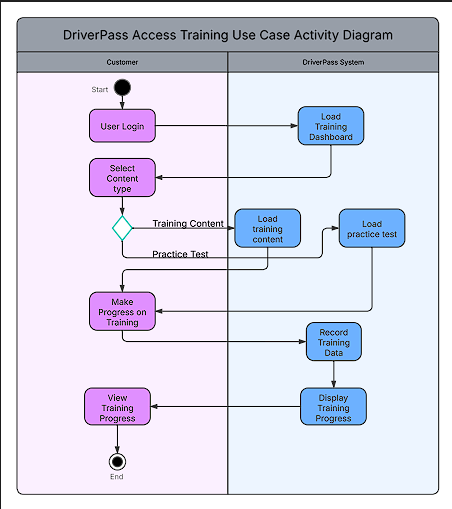 DriverPass Access Training Use Case Activity Diagram
Customer
DriverPass System
Start
User Login
Load
Training
Dashboard
Select
Content
type
Training Content
Load
training
content
Load
practice test
Practice Test
Make
Progress on
Training
Record
Training
Data
View
Training
Progress
Display
Training
Progress
End